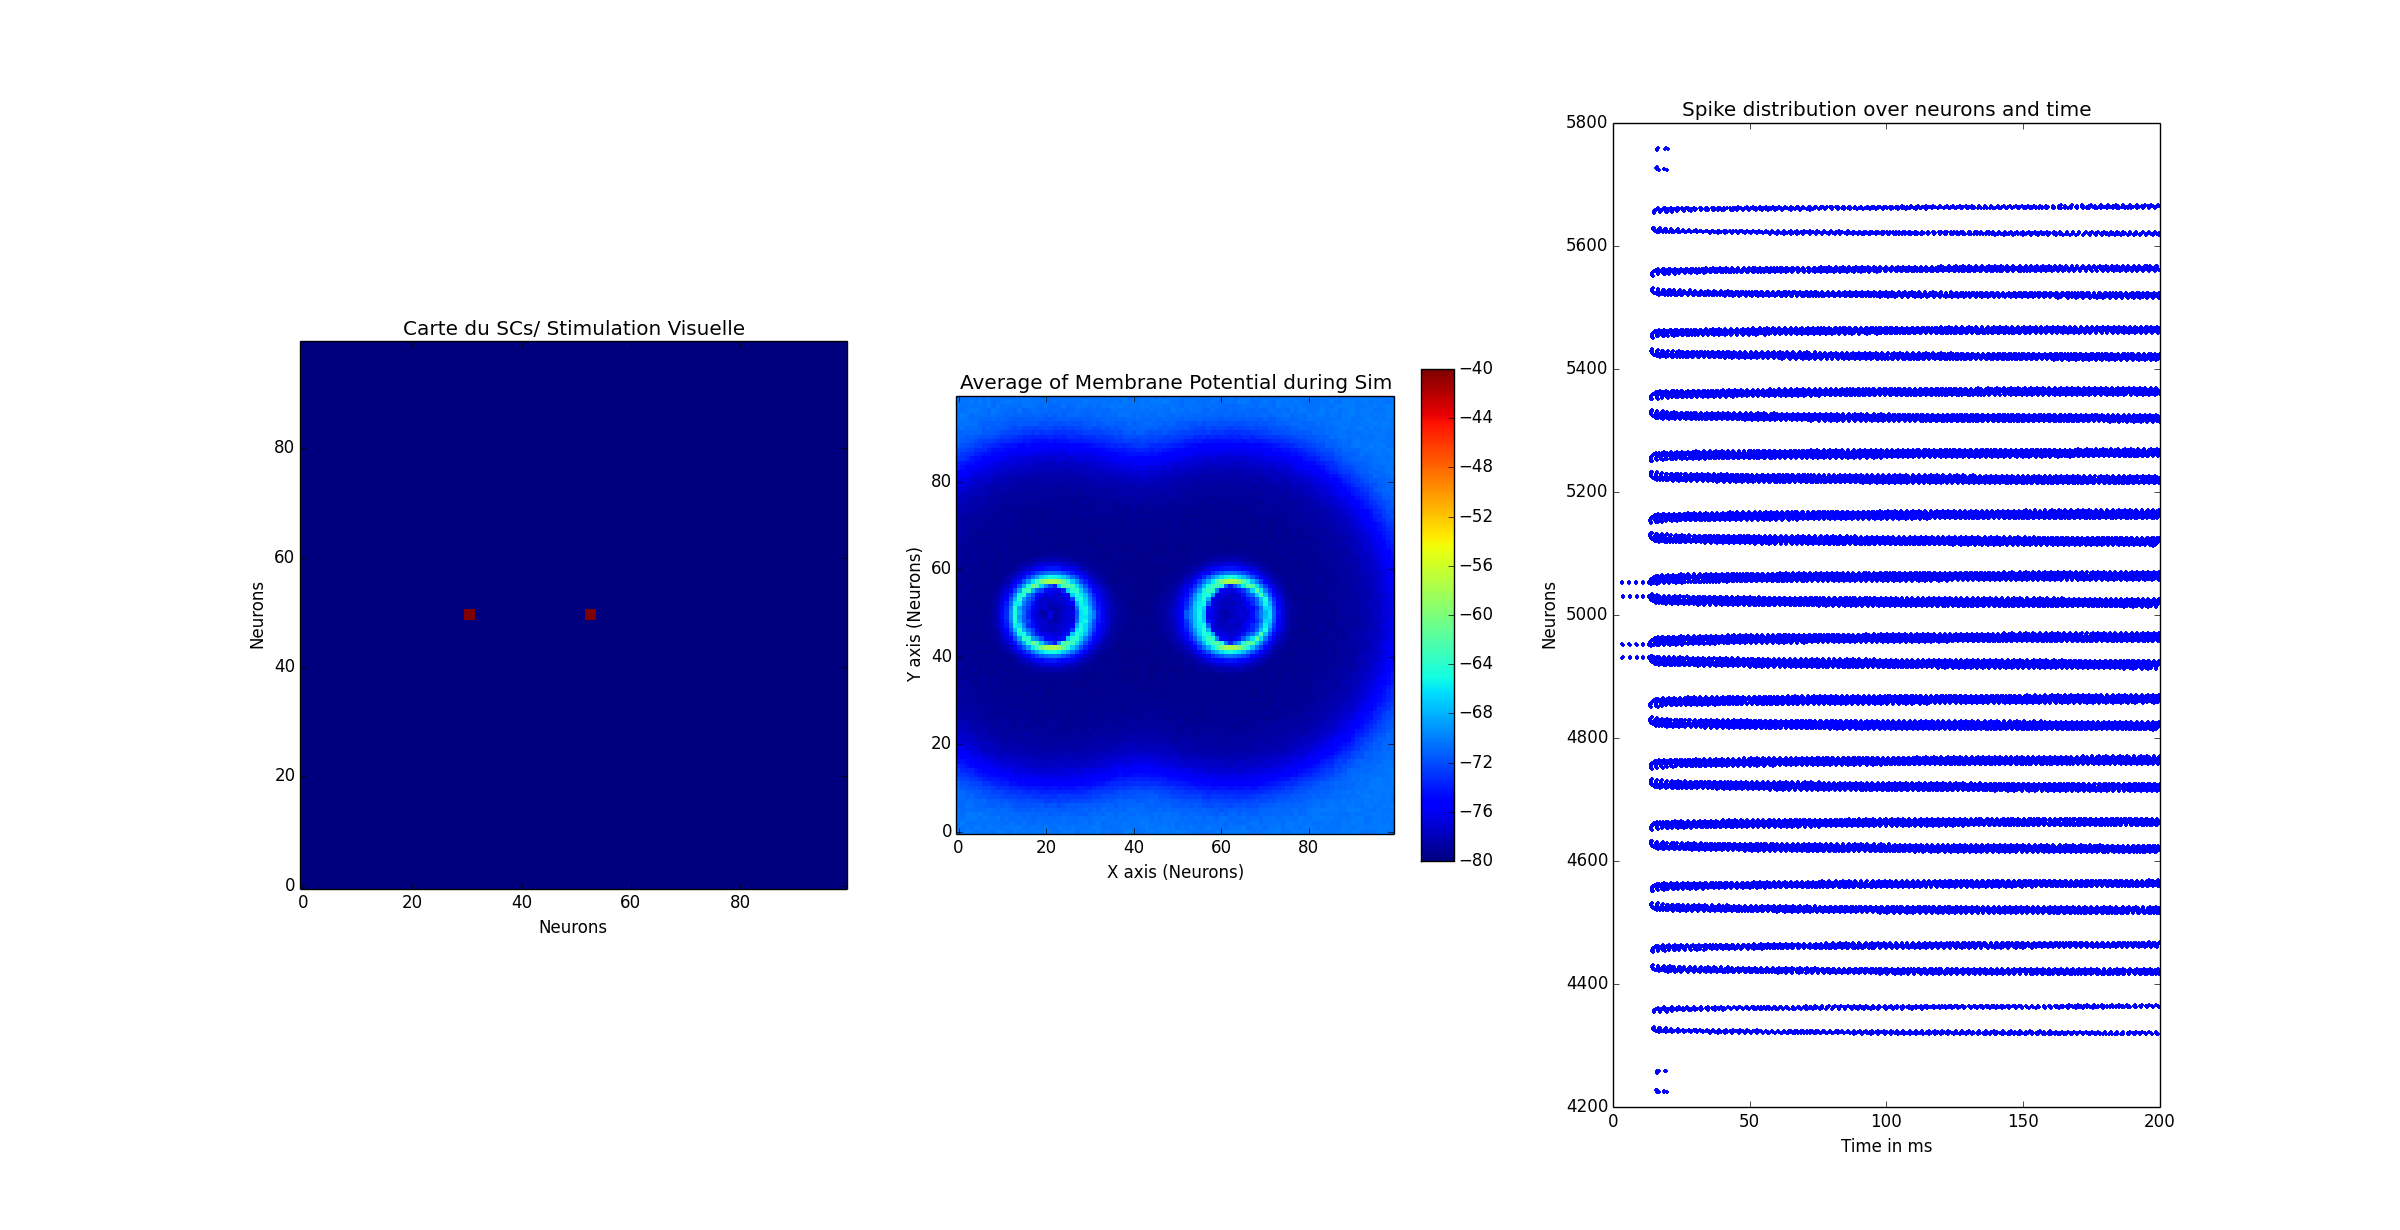 Carte du SCs/ Stimulation Visuelle
80
60
40
20
0
0 20 40 60 80
Neurons
Neurons
Average of Membrane Potential during Sim
80
60
40
20
0
0 20 40 60 80
Y axis (Neurons)
X axis (Neurons)
−40
−44
−48
−52
−56
−60
−64
−68
−72
−76
−80
Spike distribution over neurons and time
5800
5600
5400
5200
5000
4800
4600
4400
4200
0 50 100 150 200
Neurons
Time in ms